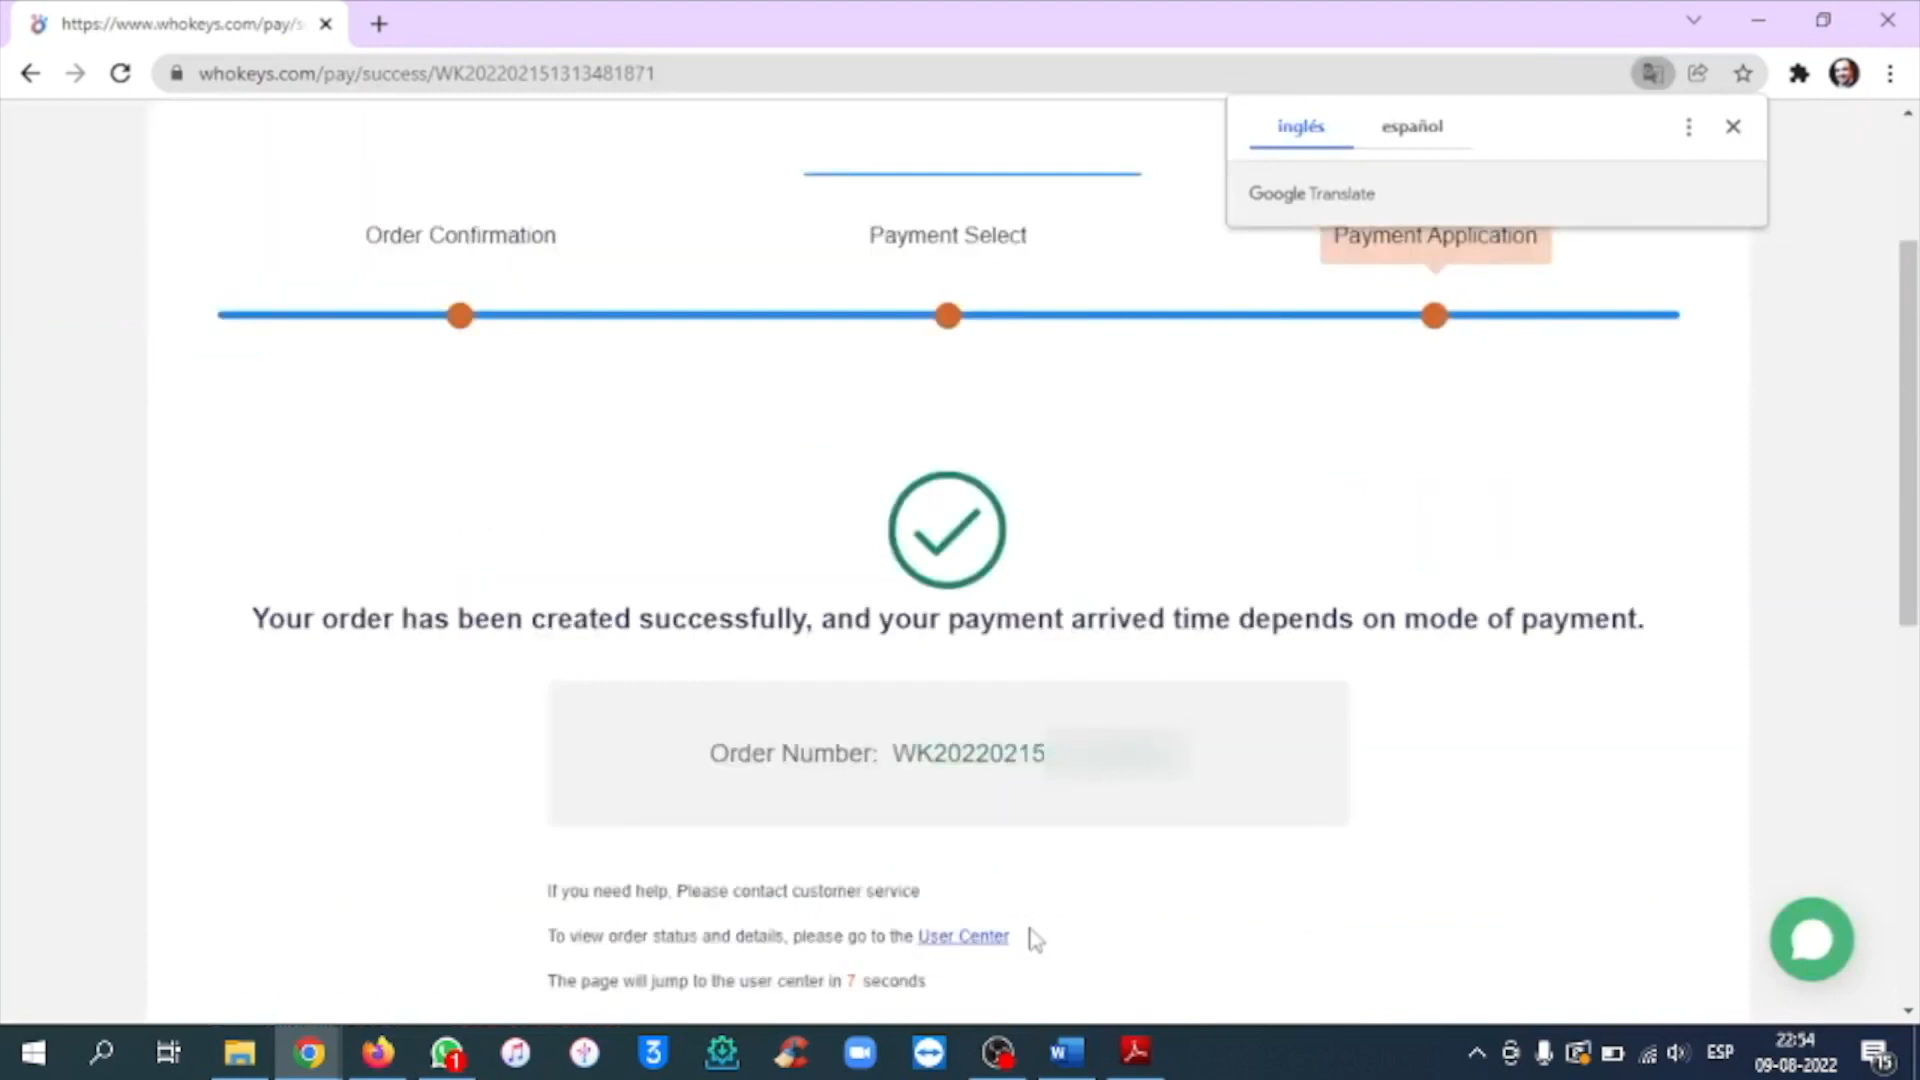 https://www.whokeys.com/pay/s
whokeys.com/pay/success/WK202202151313481871
inglés español
Google Translate
Order Confirmation Payment Select Payment Application
Your order has been created successfully, and your payment arrived time depends on mode of payment.
Order Number: WK20220215
If you need help, Please contact customer service
To view order status and details, please go to the User Center
The page will jump to the user center in 7 seconds
1
3
W
ESP
22:54
09-08-2022
15